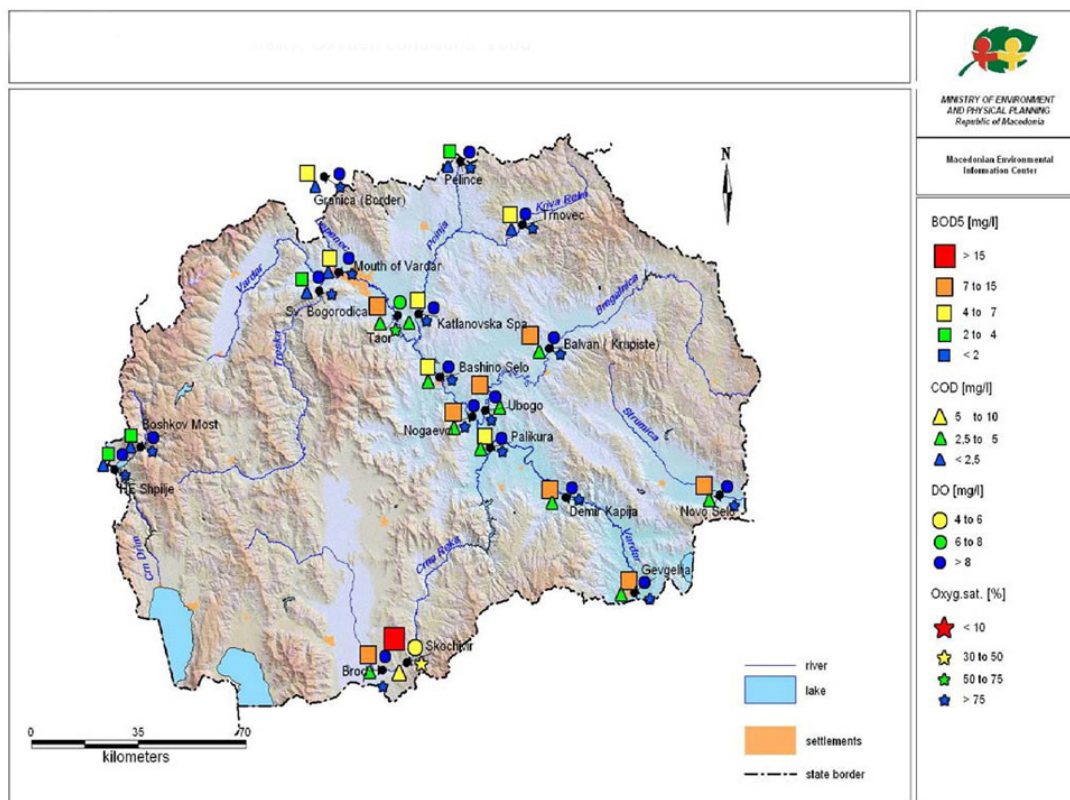 MINISTRY OF ENVIRONMENT
AND PHYSICAL PLANNING
Republic of Macedonia
Macedonian Environmental
Information Center
N
Pelince
Granica (Border)
Kriva Reka
Trnovec
Lepenec
Pcinja
Vardar
Mouth of Vardar
Bregalnica
Sv. Bogorodica
Katlanovska Spa
Taor
Treska
Balvan ( Krupiste)
Bashino Selo
Ubogo
Nogaevci
Boshkov Most
Palikura
Strumica
HE Shpilje
Demir Kapija
Novo Selo
Crn Drim
Crna Reka
Vardar
Gevgelija
Skochivir
Brod
0 35 70
kilometers
river
lake
settlements
state border
BOD5 [mg/l]
> 15
7 to 15
4 to 7
2 to 4
< 2
COD [mg/l]
5 to 10
2,5 to 5
< 2,5
DO [mg/l]
4 to 6
6 to 8
> 8
Oxyg.sat. [%]
< 10
30 to 50
50 to 75
> 75